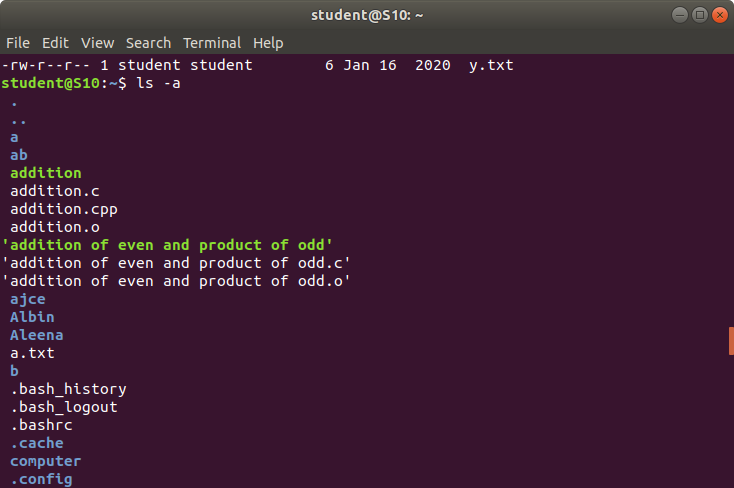 student@S10: ~
File Edit View Search Terminal Help
-rw-r--r-- 1 student student        6 Jan 16  2020  y.txt
student@S10:~$ ls -a
.
..
a
ab
addition
addition.c
addition.cpp
addition.o
'addition of even and product of odd'
'addition of even and product of odd.c'
'addition of even and product of odd.o'
ajce
Albin
Aleena
a.txt
b
.bash_history
.bash_logout
.bashrc
.cache
computer
.config